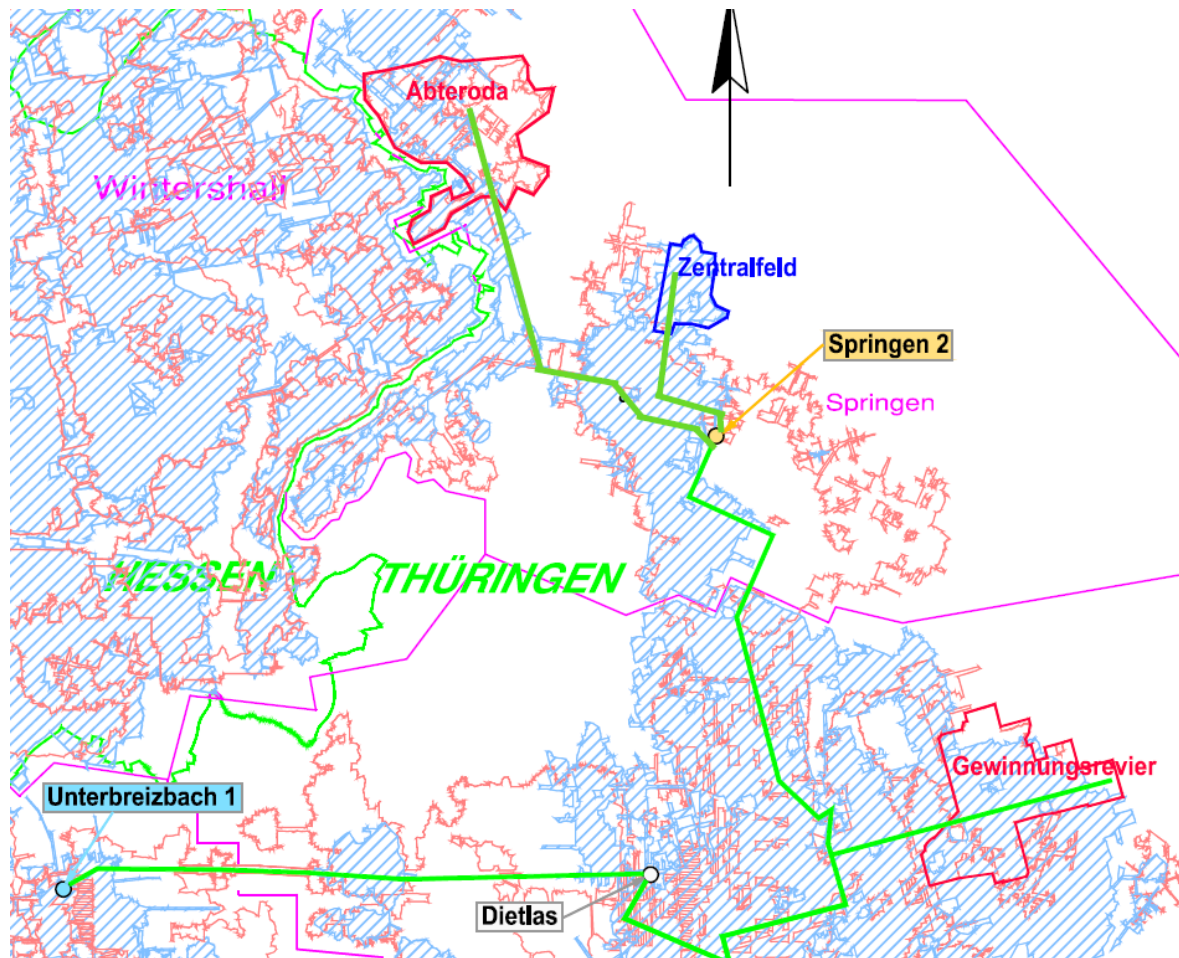 Abteroda
Wintershall
Zentralfeld
Springen 2
Springen
HESSEN
THÜRINGEN
Gewinnungsrevier
Unterbreizbach 1
Dietlas